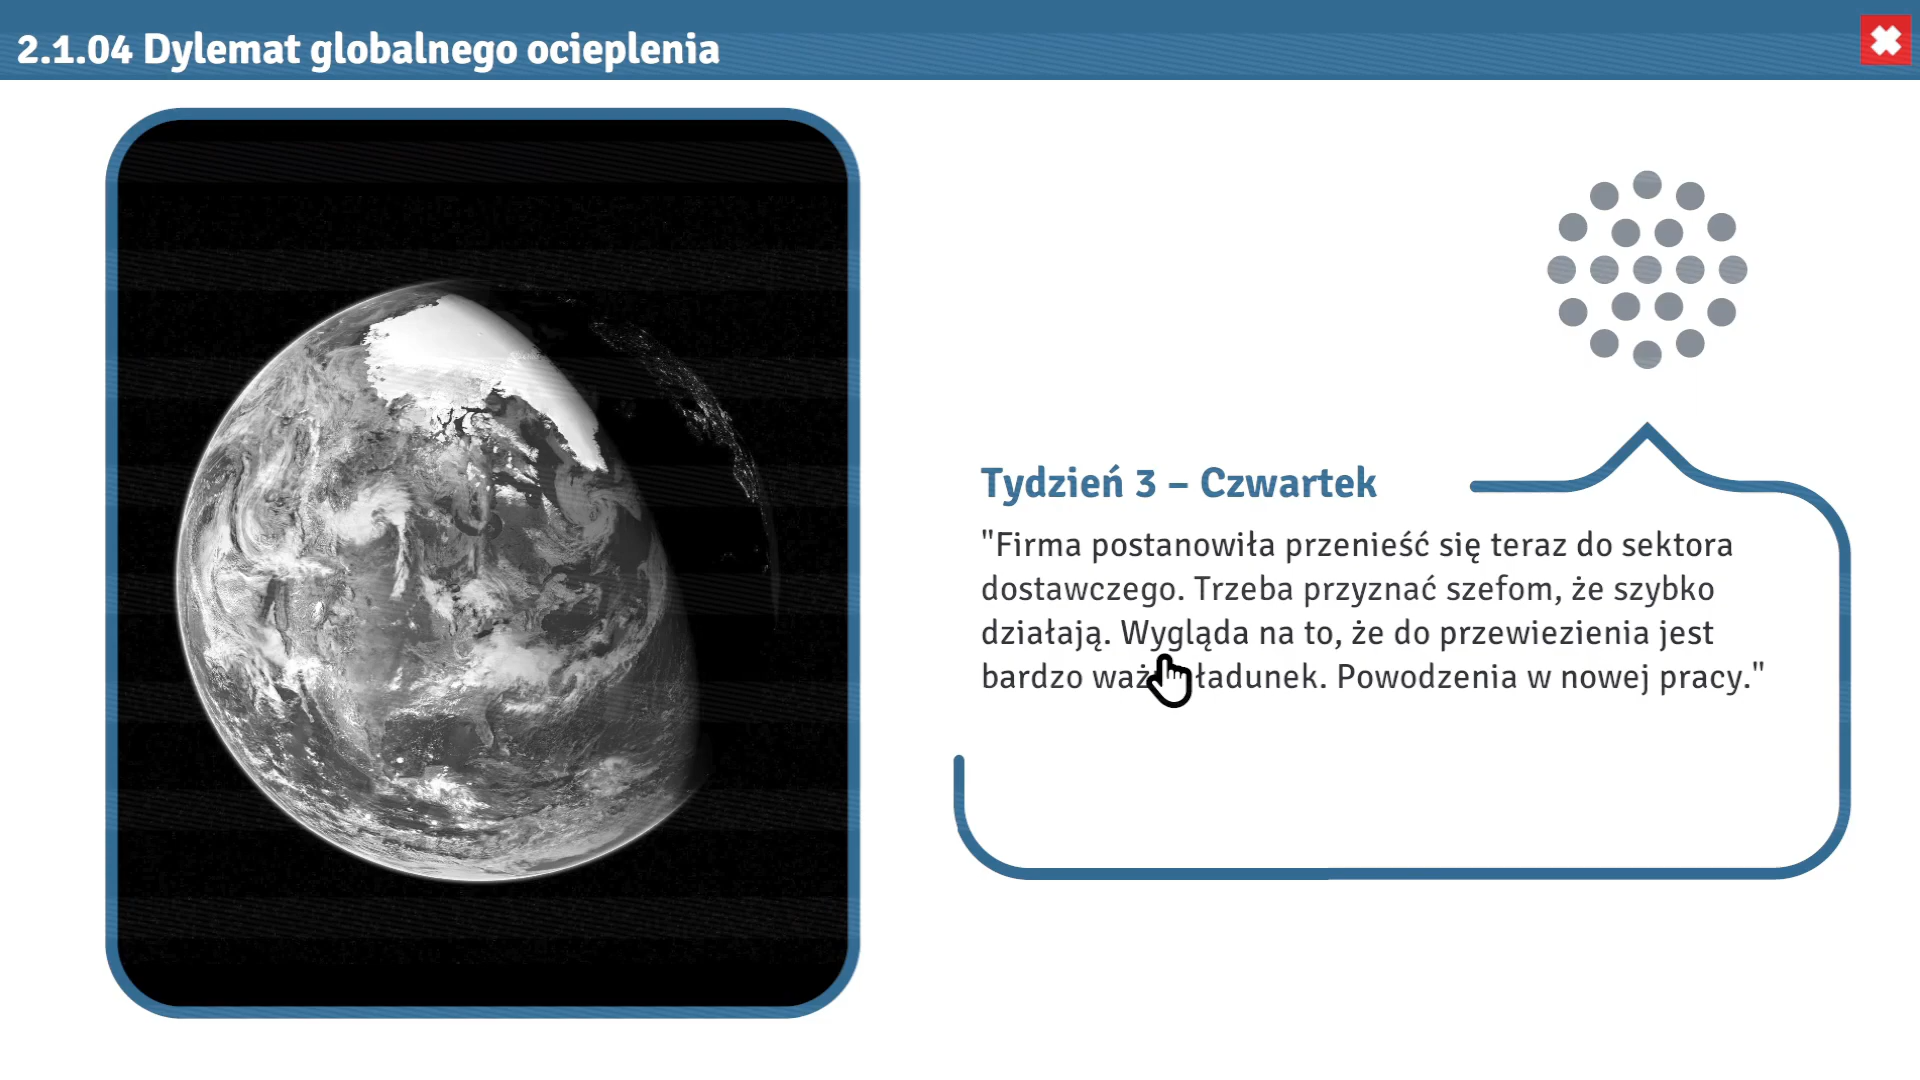 2.1.04 Dylemat globalnego ocieplenia
Tydzień 3 – Czwartek
"Firma postanowiła przenieść się teraz do sektora
dostawczego. Trzeba przyznać szefom, że szybko
działają. Wygląda na to, że do przewiezienia jest
bardzo ładunek. Powodzenia w nowej pracy."